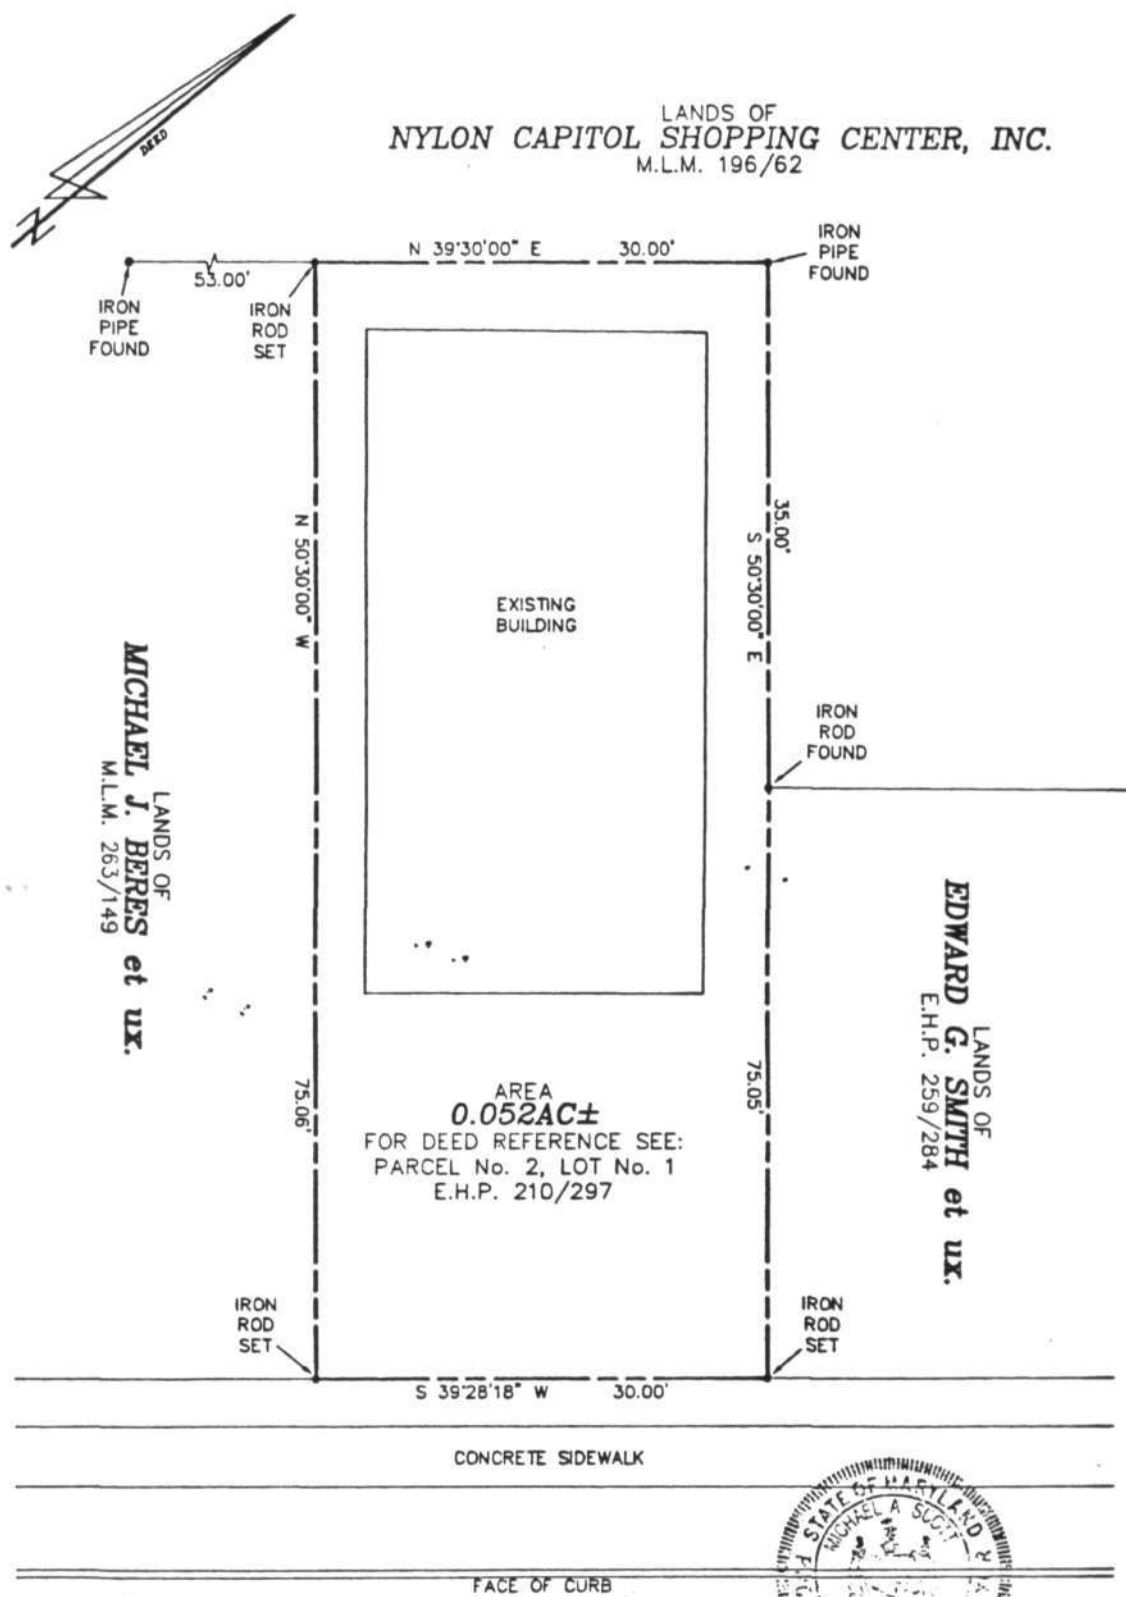 DEED
LANDS OF
NYLON CAPITOL SHOPPING CENTER, INC.
M.L.M. 196/62
N 39°30'00" E 30.00'
IRON
PIPE
FOUND
53.00'
IRON
PIPE
FOUND
IRON
ROD
SET
N 50°30'00" W
35.00'
S 50°30'00" E
EXISTING
BUILDING
IRON
ROD
FOUND
LANDS OF
MICHAEL J. BERES et ux.
M.L.M. 263/149
LANDS OF
EDWARD G. SMITH et ux.
E.H.P. 259/284
75.06'
75.05'
AREA
0.052AC±
FOR DEED REFERENCE SEE:
PARCEL No. 2, LOT No. 1
E.H.P. 210/297
IRON
ROD
SET
IRON
ROD
SET
S 39°28'18" W 30.00'
CONCRETE SIDEWALK
STATE OF MARYLAND
MICHAEL A SCOTT
FACE OF CURB